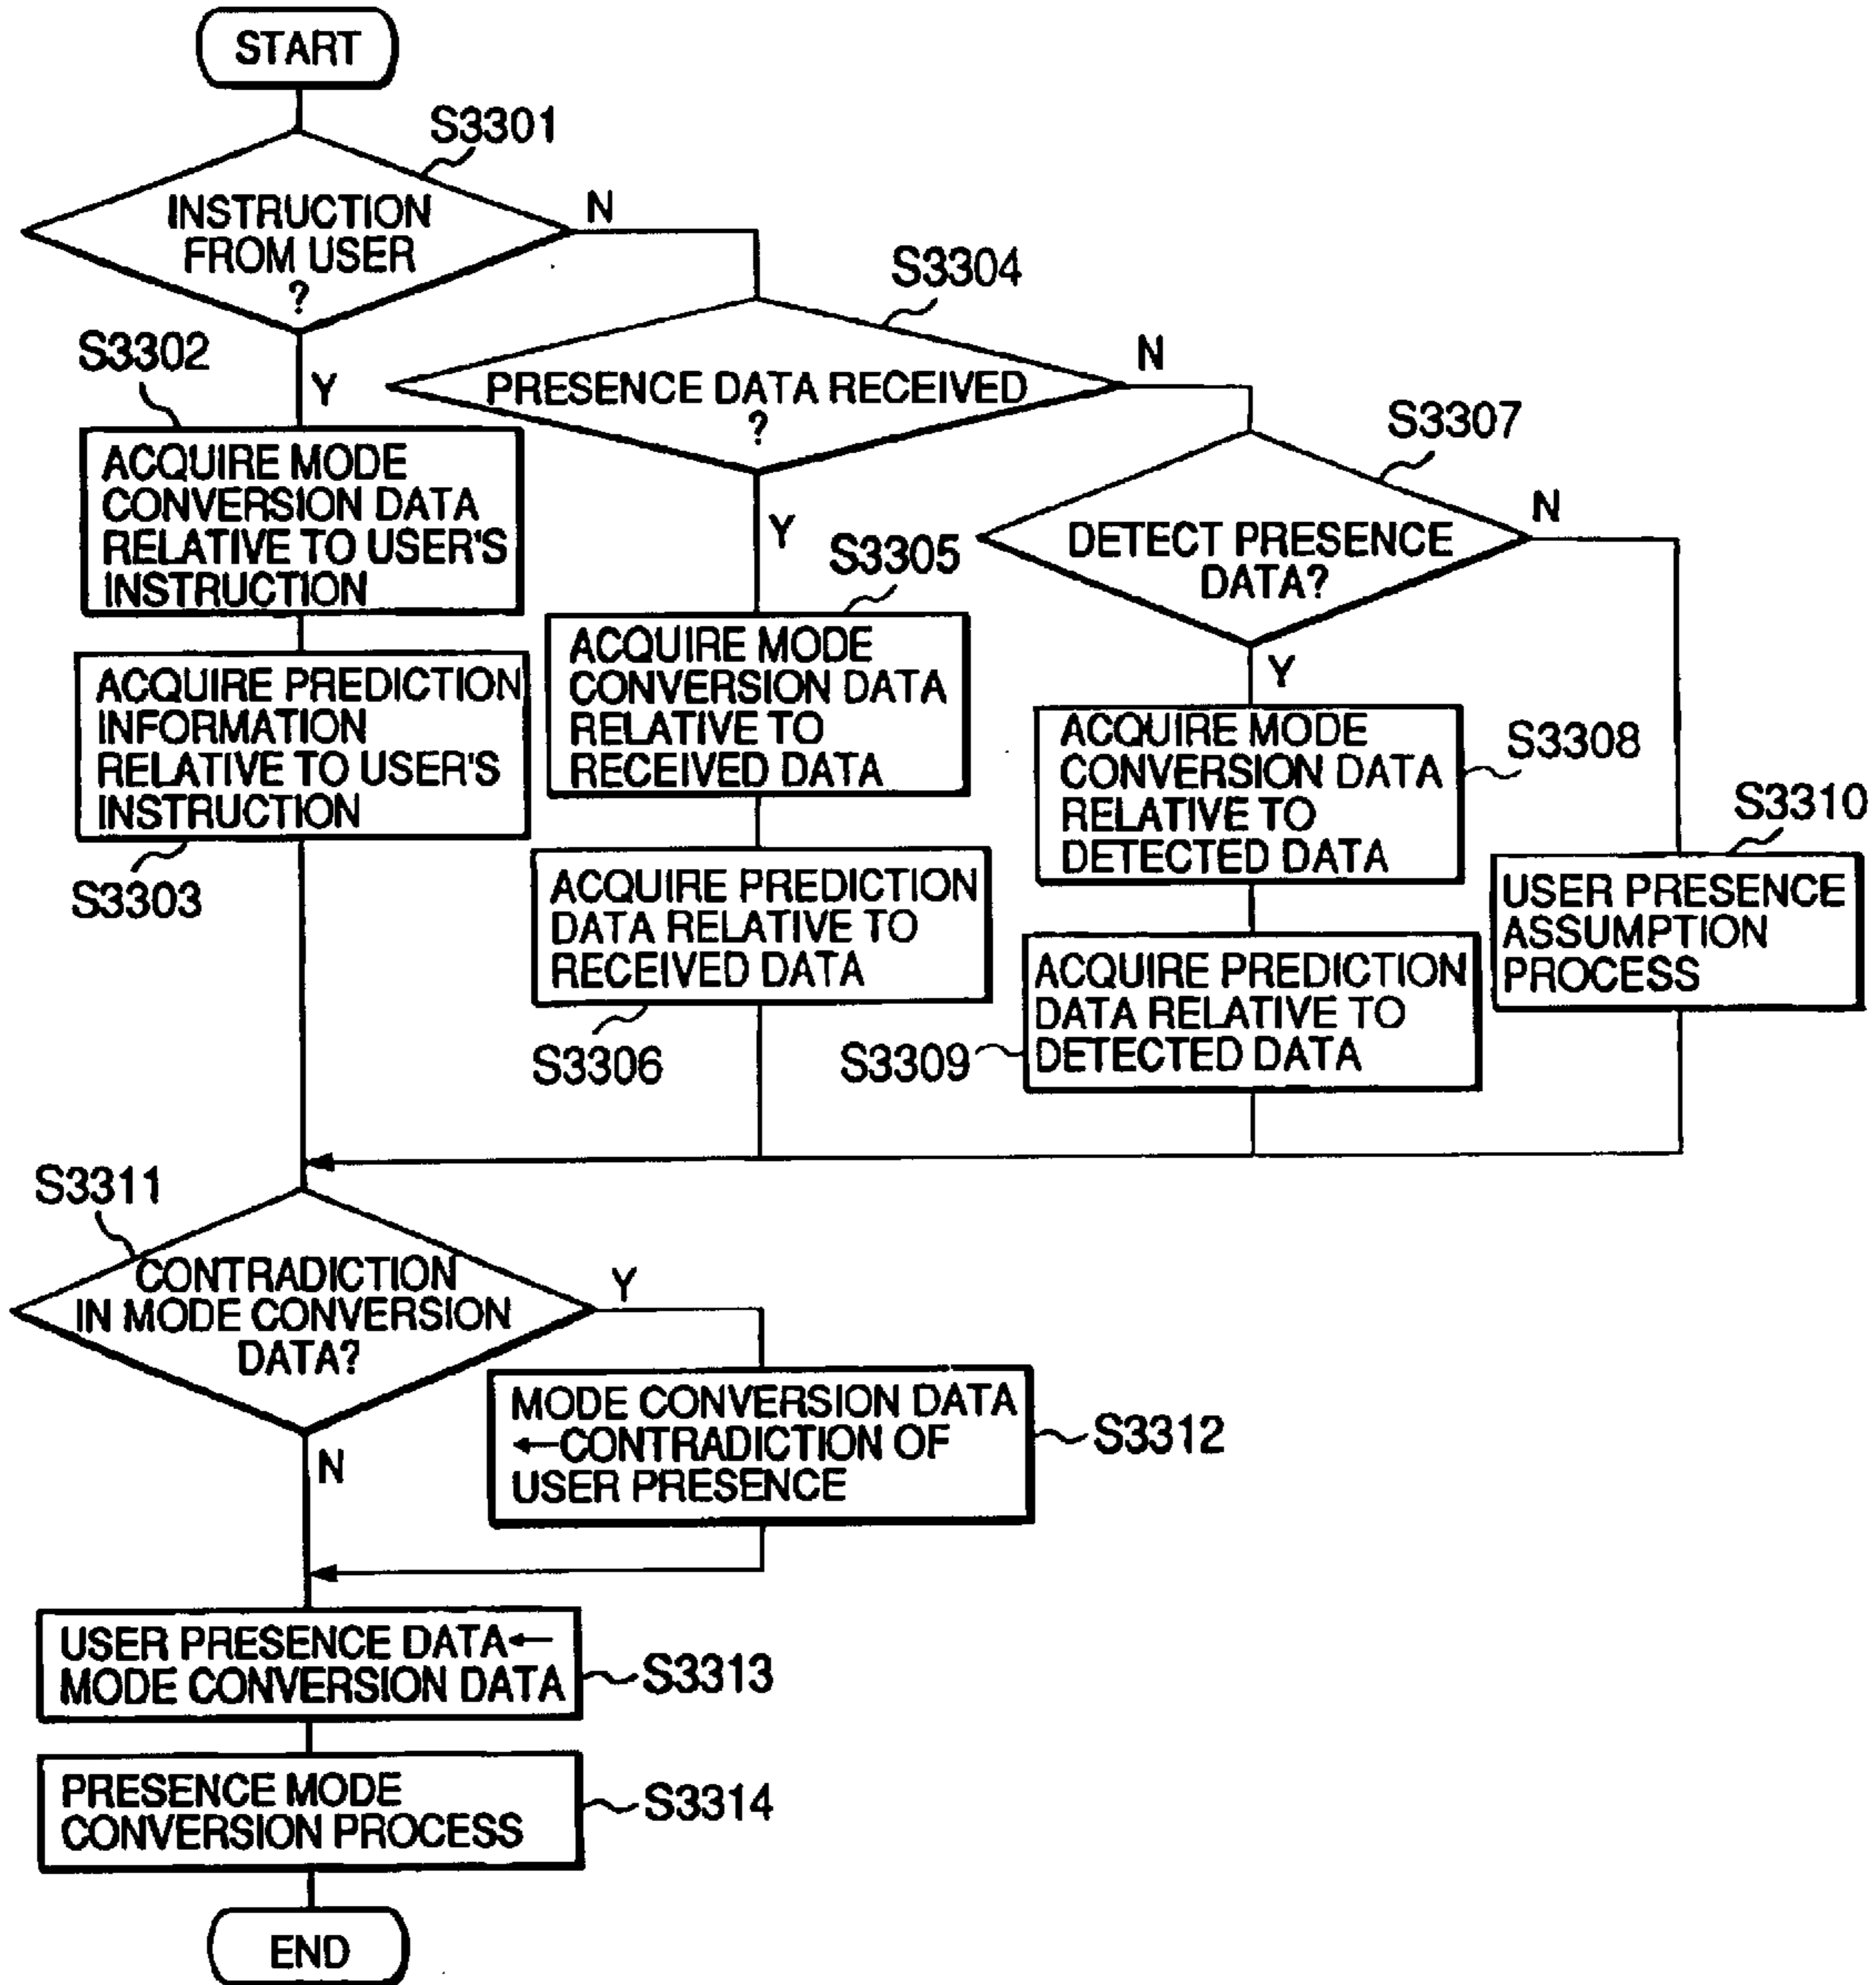 START
S3301
INSTRUCTION
FROM USER
?
N
Y
S3302
ACQUIRE MODE
CONVERSION DATA
RELATIVE TO USER'S
INSTRUCTION
ACQUIRE PREDICTION
INFORMATION
RELATIVE TO USER'S
INSTRUCTION
S3303
S3304
PRESENCE DATA RECEIVED
?
N
Y
S3305
ACQUIRE MODE
CONVERSION DATA
RELATIVE TO
RECEIVED DATA
ACQUIRE PREDICTION
DATA RELATIVE TO
RECEIVED DATA
S3306
S3307
DETECT PRESENCE
DATA?
N
Y
ACQUIRE MODE
CONVERSION DATA
RELATIVE TO
DETECTED DATA
S3308
ACQUIRE PREDICTION
DATA RELATIVE TO
DETECTED DATA
S3309
S3310
USER PRESENCE
ASSUMPTION
PROCESS
S3311
CONTRADICTION
IN MODE CONVERSION
DATA?
Y
N
MODE CONVERSION DATA
←CONTRADICTION OF
USER PRESENCE
S3312
USER PRESENCE DATA←
MODE CONVERSION DATA
S3313
PRESENCE MODE
CONVERSION PROCESS
S3314
END